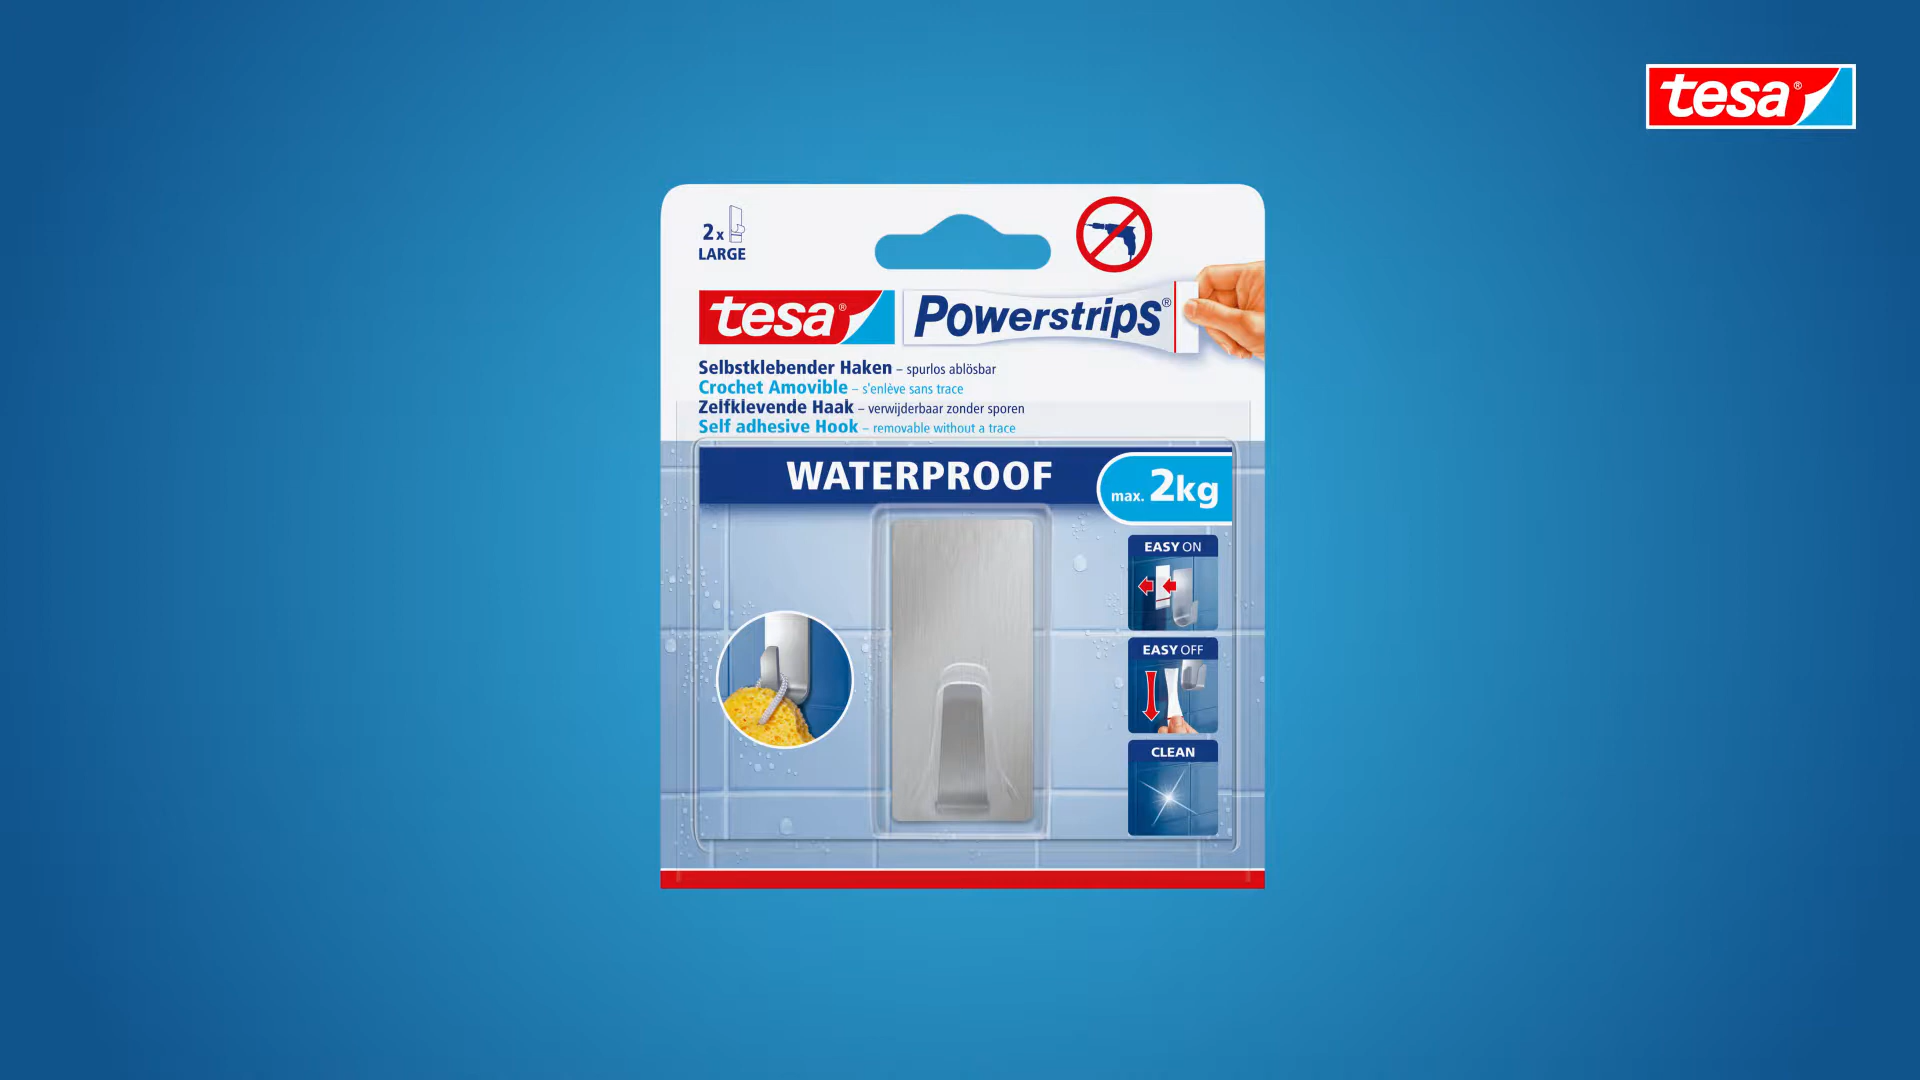 tesa®
2x
LARGE
tesa® Powerstrips®
Selbstklebender Haken – spurlos ablösbar
Crochet Amovible – s'enlève sans trace
Zelfklevende Haak – verwijderbaar zonder sporen
Self adhesive Hook – removable without a trace
WATERPROOF
max. 2kg
EASY ON
EASY OFF
CLEAN